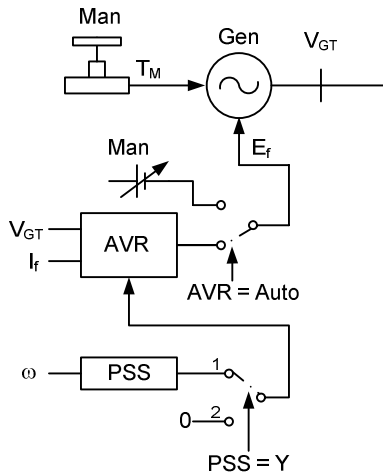 Man
Gen
V_GT
T_M
E_f
Man
V_GT
AVR
I_f
AVR = Auto
ω
PSS
1
0
2
PSS = Y